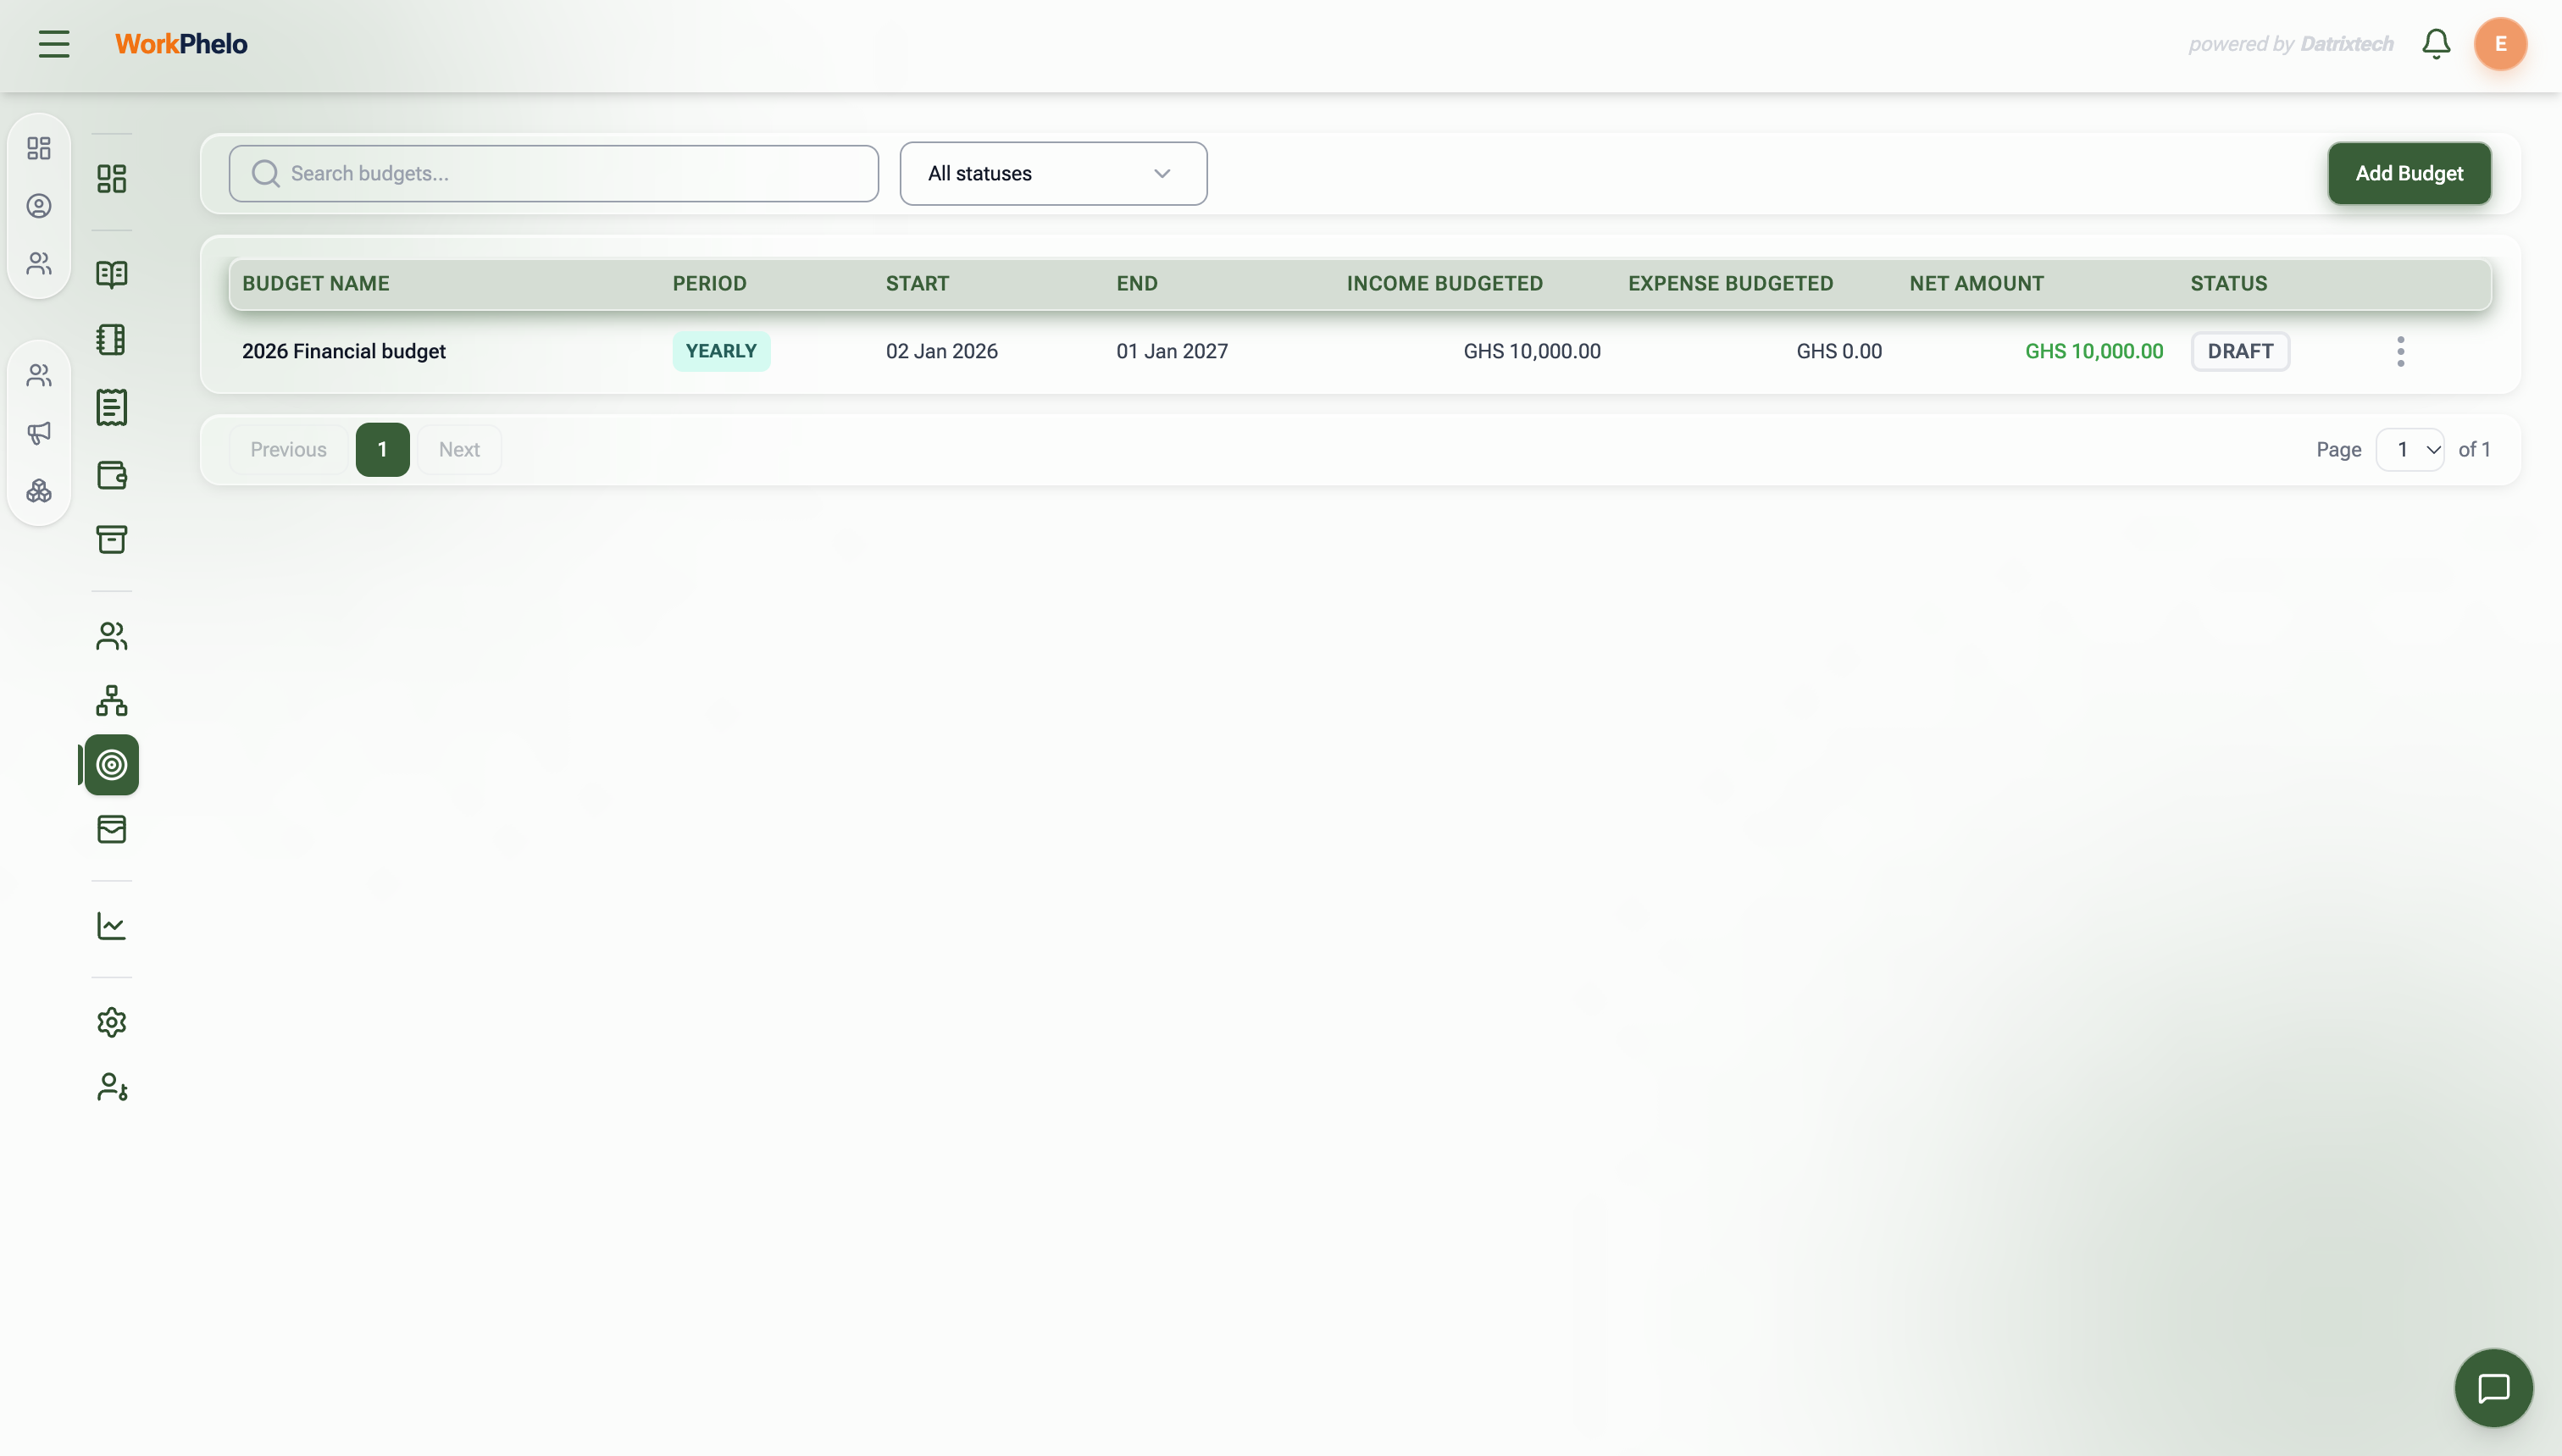 WorkPhelo
powered by Datrixtech
E
Search budgets...
All statuses
Add Budget
BUDGET NAME PERIOD START END INCOME BUDGETED EXPENSE BUDGETED NET AMOUNT STATUS
2026 Financial budget YEARLY 02 Jan 2026 01 Jan 2027 GHS 10,000.00 GHS 0.00 GHS 10,000.00 DRAFT
Previous 1 Next Page 1 of 1